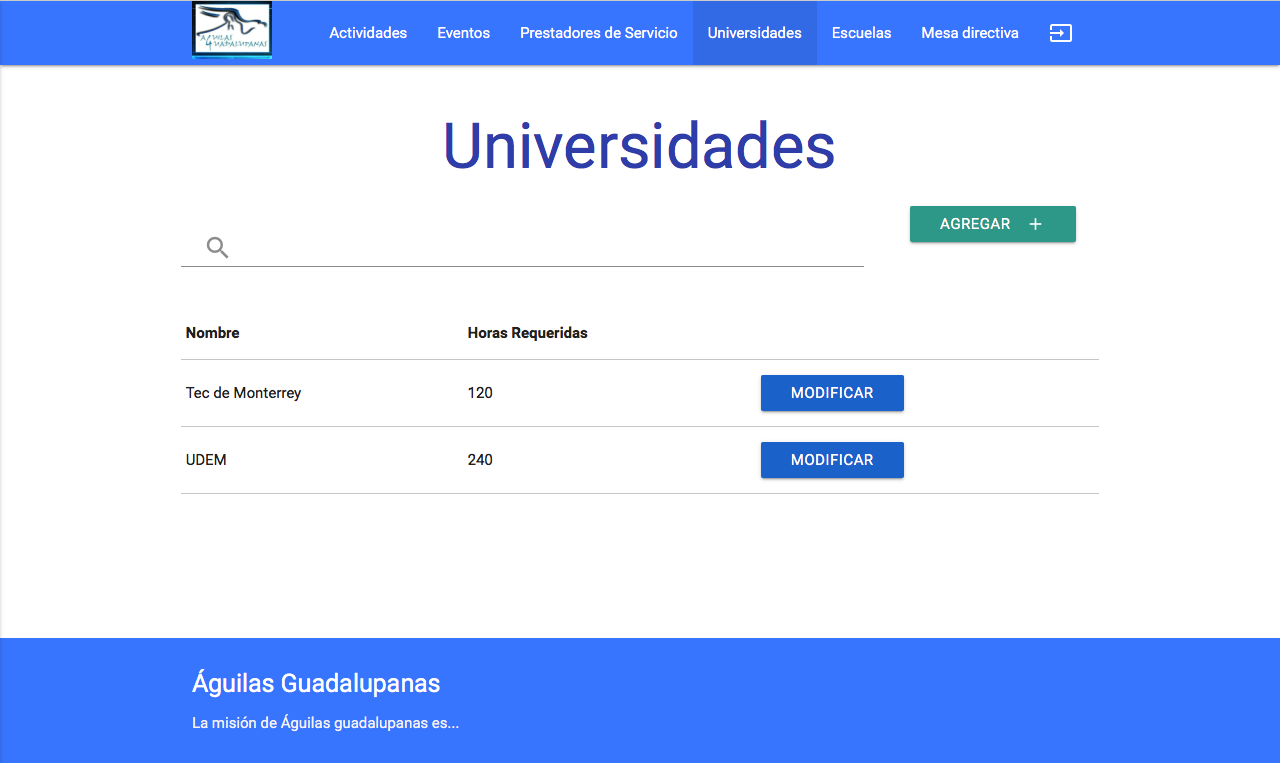 AGUILAS
GUADALUPANAS
Actividades Eventos Prestadores de Servicio Universidades Escuelas Mesa directiva
Universidades
AGREGAR +
Nombre Horas Requeridas
Tec de Monterrey 120 MODIFICAR
UDEM 240 MODIFICAR
Águilas Guadalupanas
La misión de Águilas guadalupanas es...